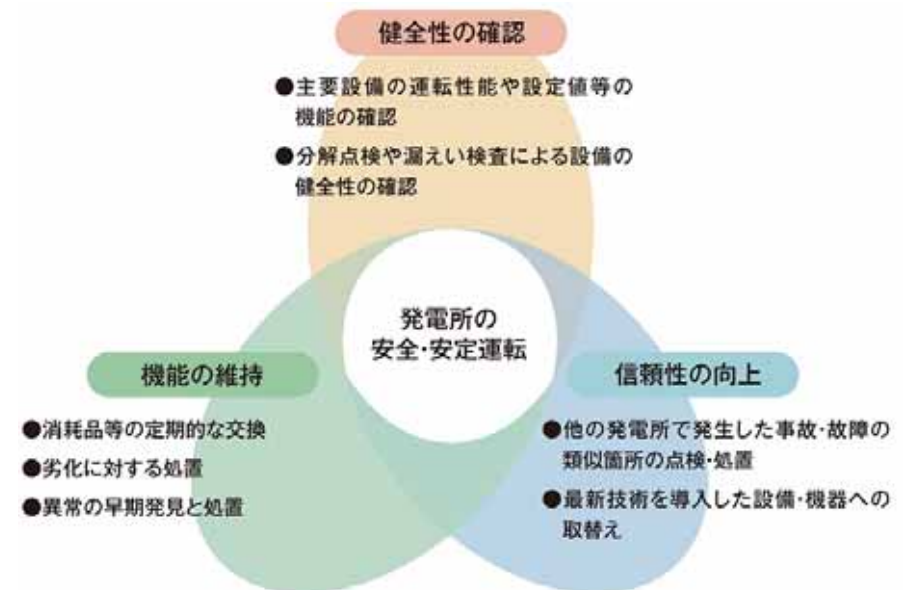 健全性の確認
●主要設備の運転性能や設定値等の
機能の確認
●分解点検や漏えい検査による設備の
健全性の確認
発電所の
安全・安定運転
機能の維持
●消耗品等の定期的な交換
●劣化に対する処置
●異常の早期発見と処置
信頼性の向上
●他の発電所で発生した事故・故障の
類似箇所の点検・処置
●最新技術を導入した設備・機器への
取替え